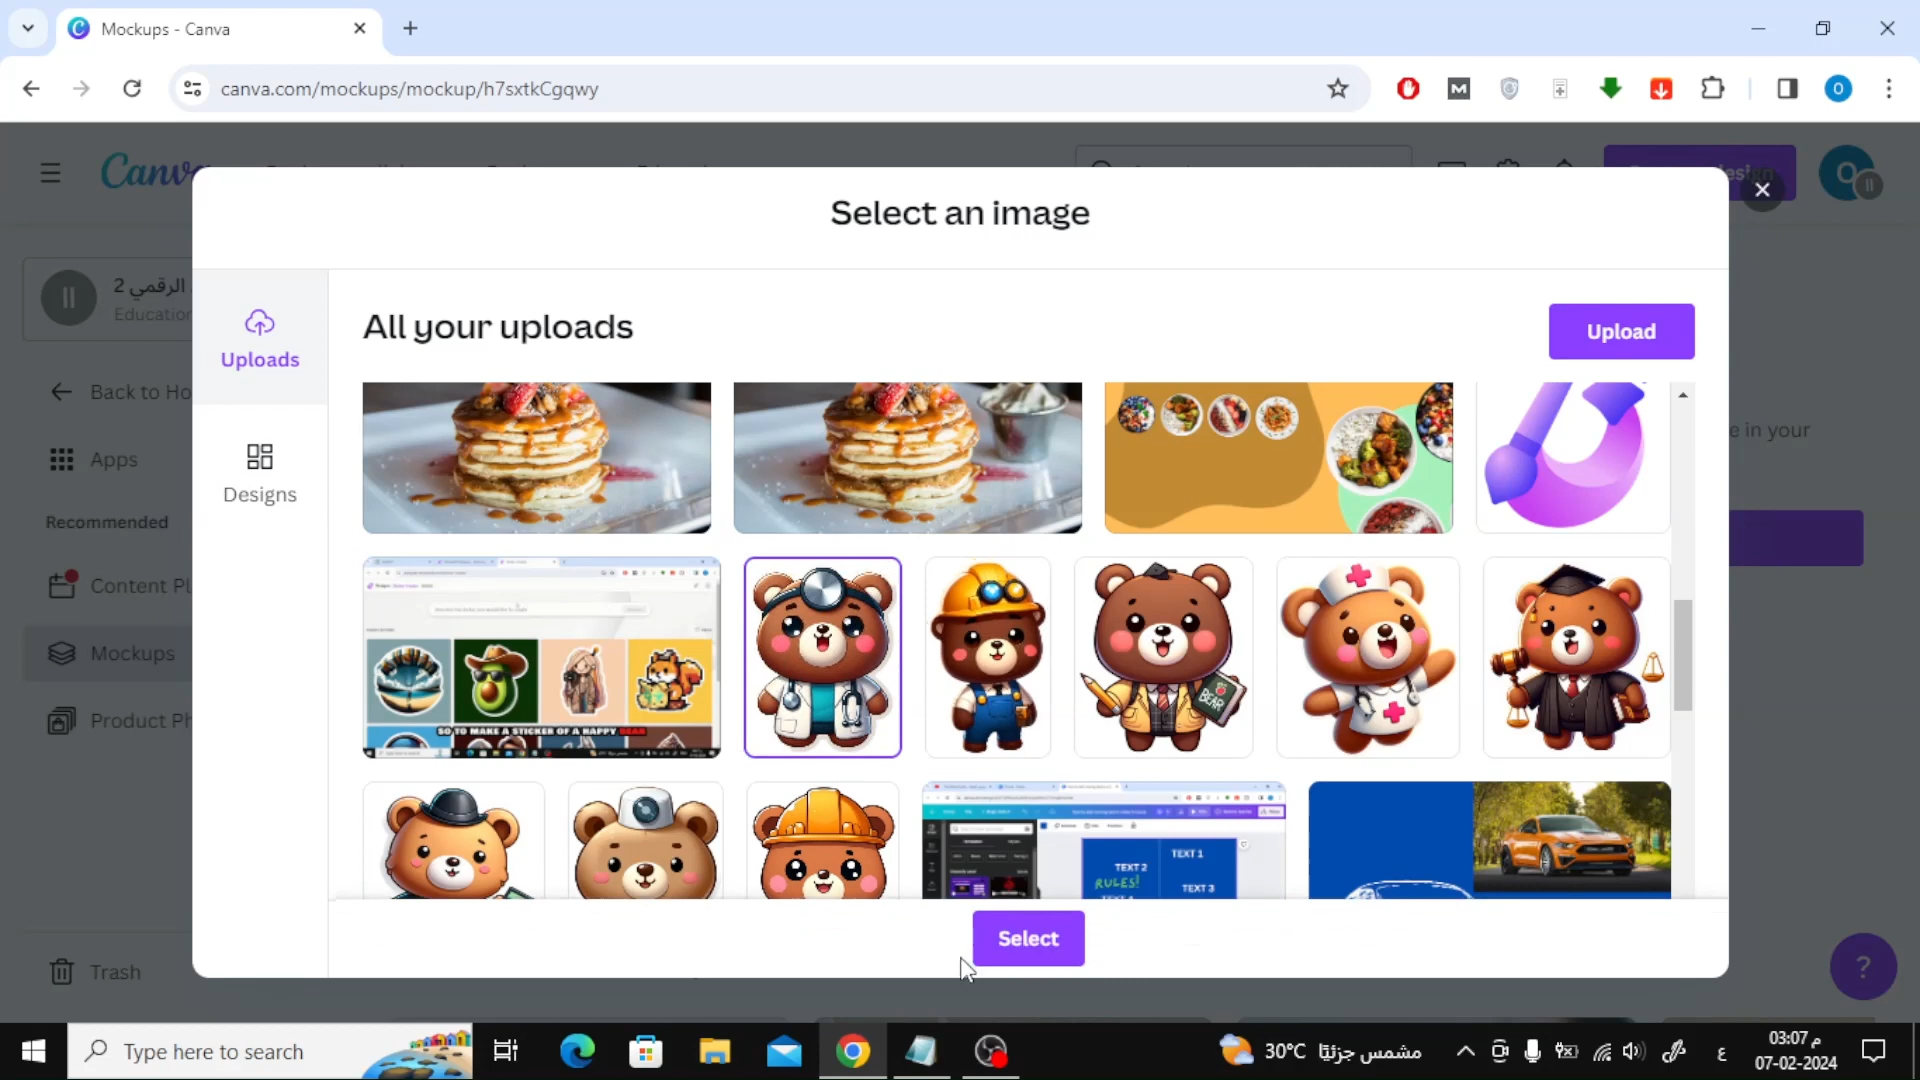 Mockups - Canva
canva.com/mockups/mockup/h7sxtkCgqwy
Canva
Select an image
الرقمي 2
Education
Uploads
All your uploads
Upload
Back to Ho
e in your
Designs
Apps
Recommended
Content Pl
Mockups
Product Ph
SO TO MAKE A STICKER OF A HAPPY BEAR
BEAR
TEXT 1
TEXT 2
RULES!
TEXT 3
Select
Trash
?
Type here to search
30°C مشمس جزئيًا
ع
03:07 م
07-02-2024